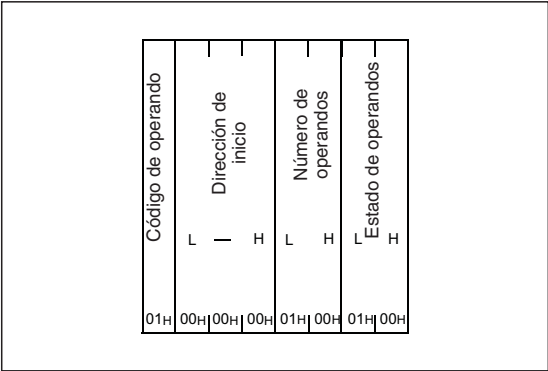 Código de operando
Dirección de
inicio
Número de
operandos
Estado de operandos
L — H L H L H
01H 00H 00H 00H 01H 00H 01H 00H